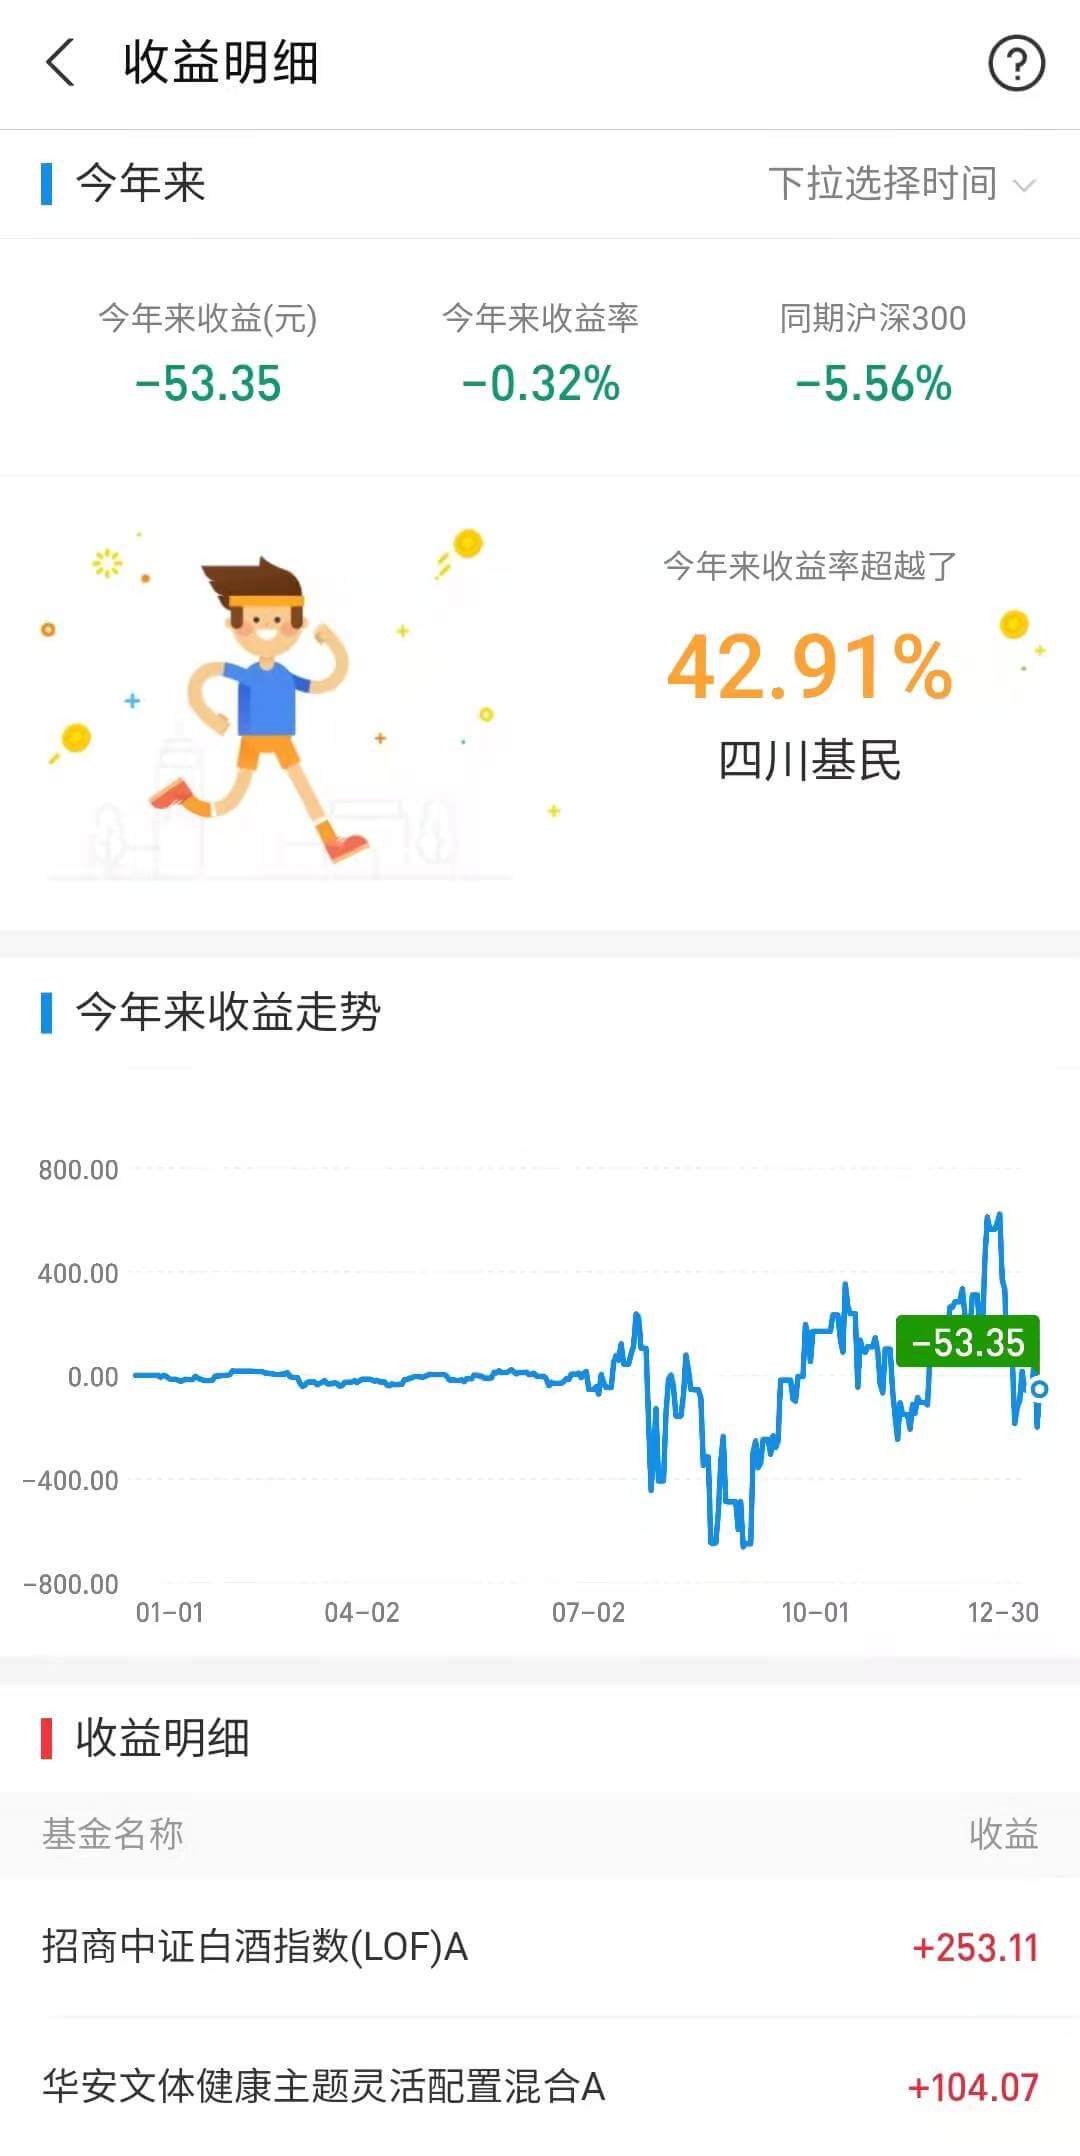 收益明细
?
今年来
下拉选择时间
今年来收益(元) 今年来收益率 同期沪深300
-53.35 -0.32% -5.56%
今年来收益率超越了
42.91%
四川基民
今年来收益走势
800.00
400.00
-53.35
0.00
-400.00
-800.00
01-01 04-02 07-02 10-01 12-30
收益明细
基金名称 收益
招商中证白酒指数(LOF)A +253.11
华安文体健康主题灵活配置混合A +104.07